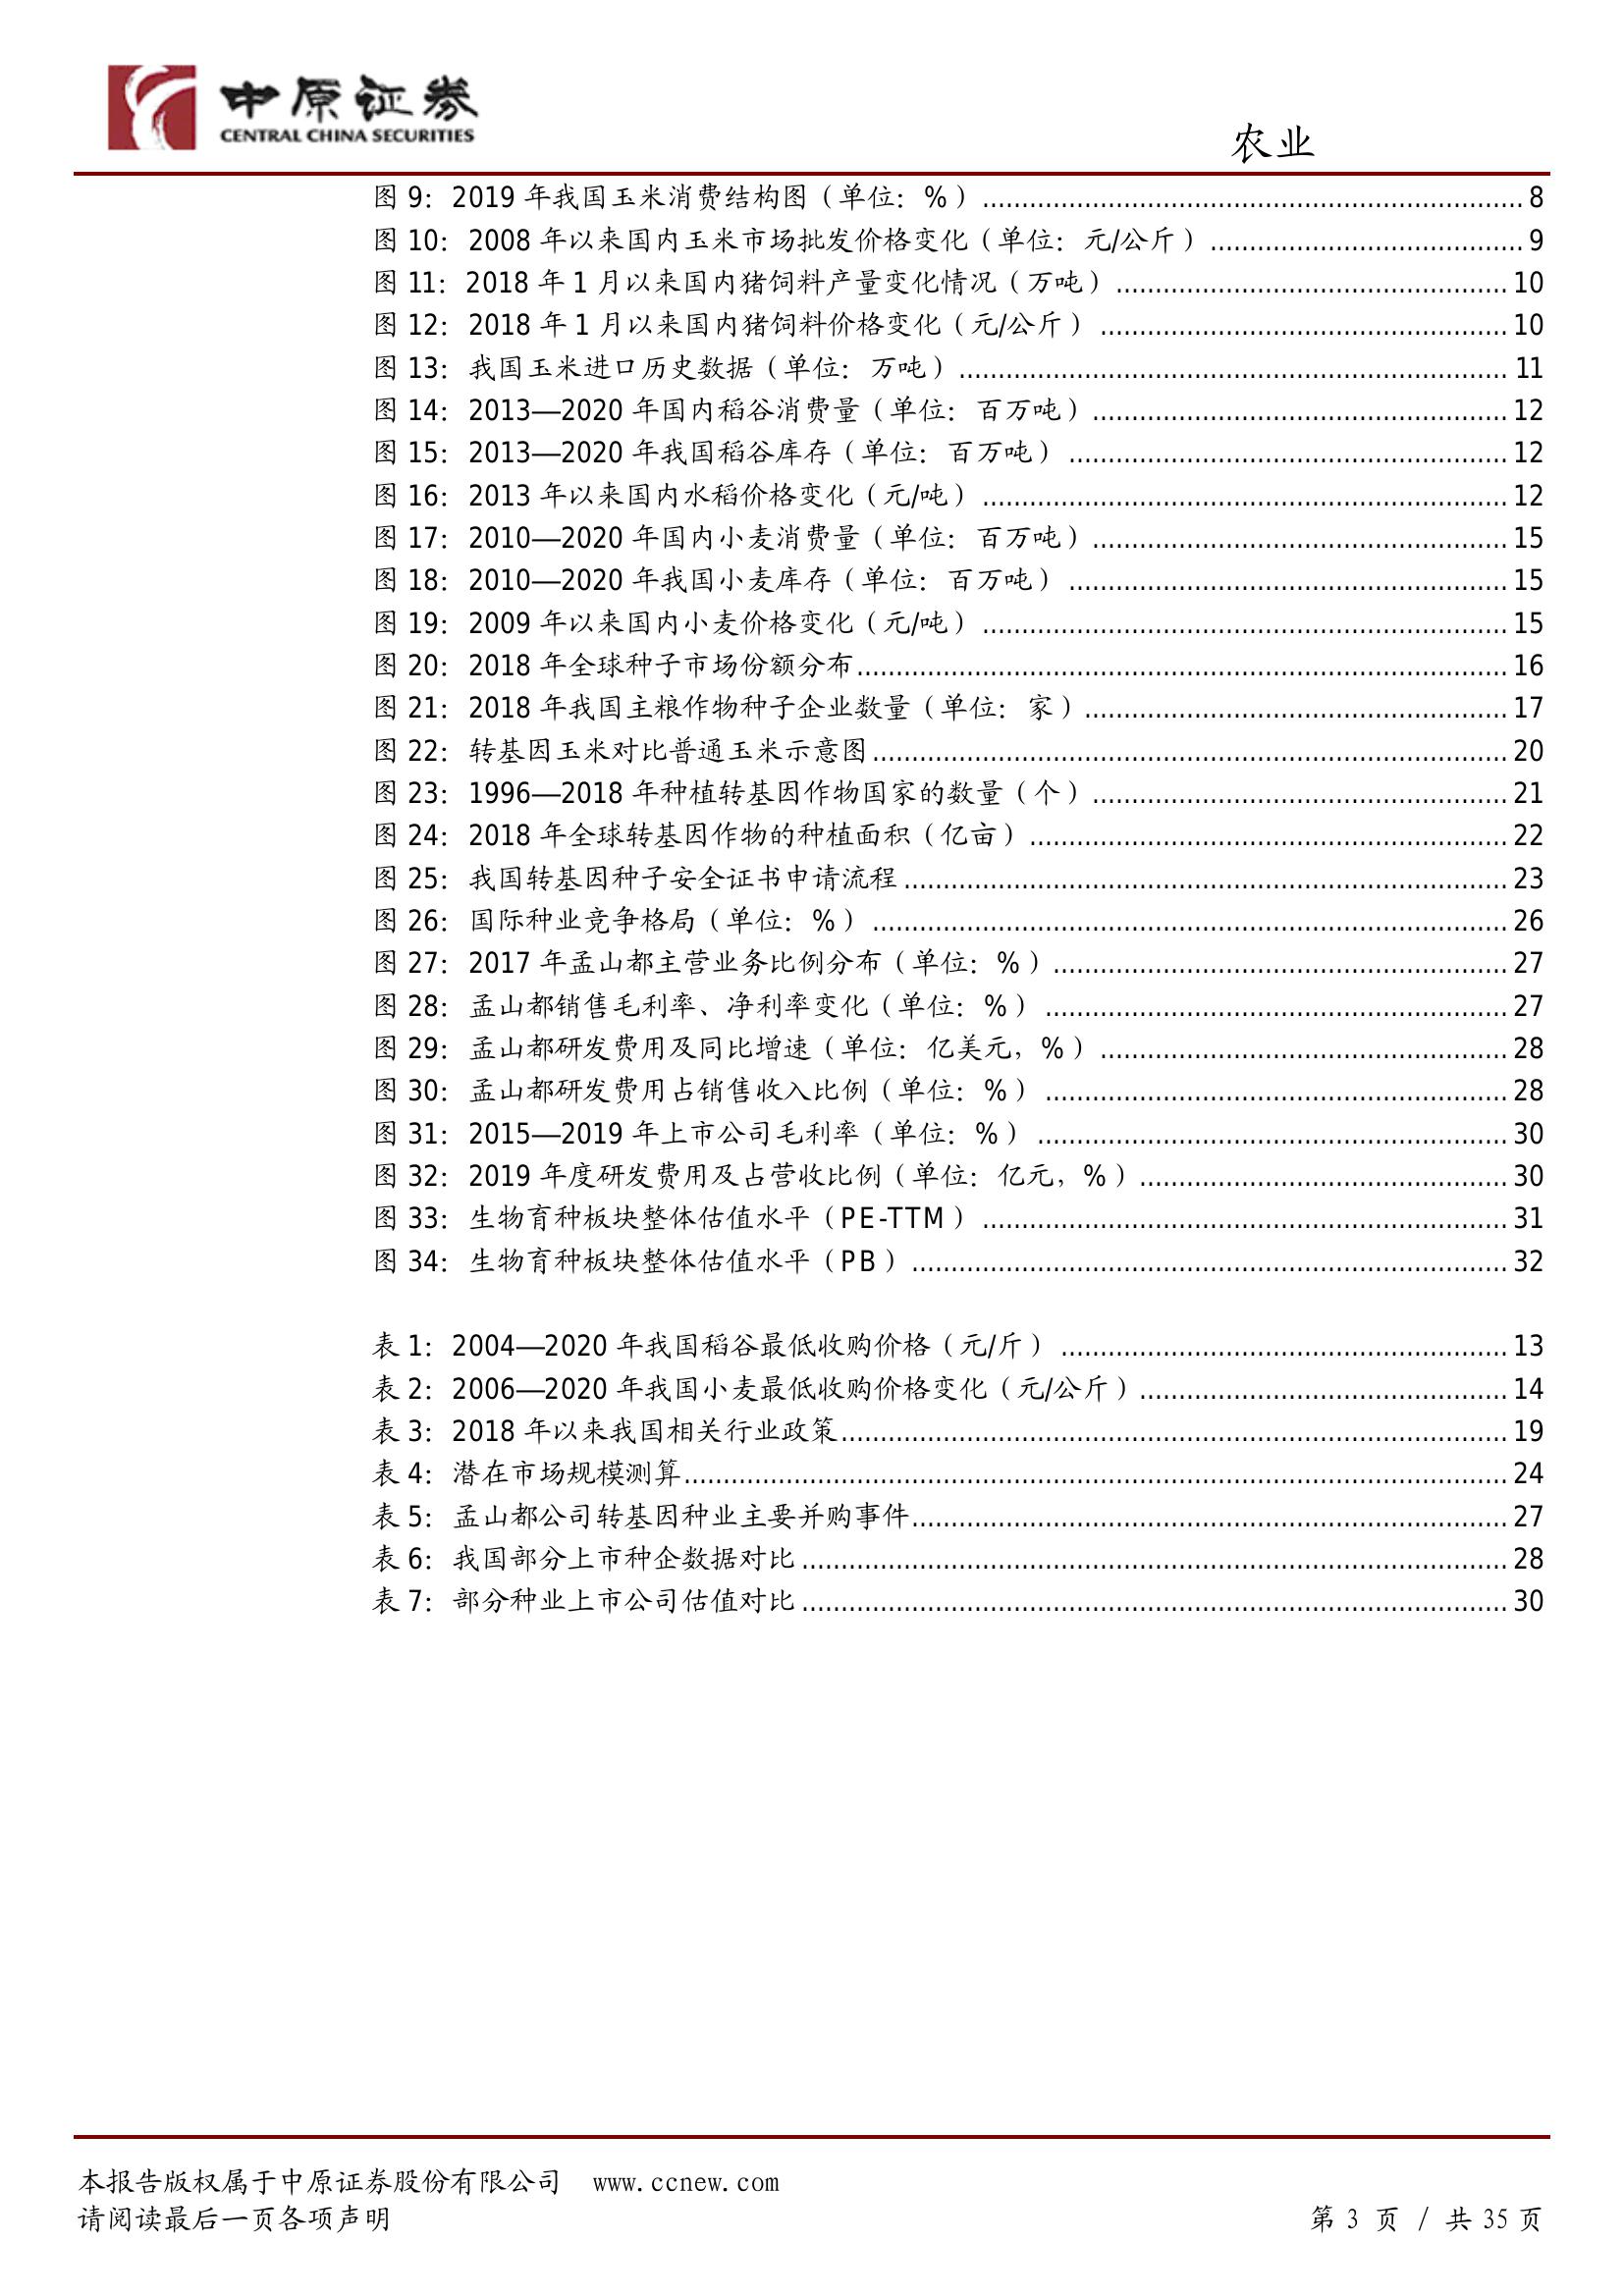 中原证券
CENTRAL CHINA SECURITIES
农业
图 9：2019 年我国玉米消费结构图（单位：%）........8
图 10：2008 年以来国内玉米市场批发价格变化（单位：元/公斤）........9
图 11：2018 年 1 月以来国内猪饲料产量变化情况（万吨）........10
图 12：2018 年 1 月以来国内猪饲料价格变化（元/公斤）........10
图 13：我国玉米进口历史数据（单位：万吨）........11
图 14：2013—2020 年国内稻谷消费量（单位：百万吨）........12
图 15：2013—2020 年我国稻谷库存（单位：百万吨）........12
图 16：2013 年以来国内水稻价格变化（元/吨）........12
图 17：2010—2020 年国内小麦消费量（单位：百万吨）........15
图 18：2010—2020 年我国小麦库存（单位：百万吨）........15
图 19：2009 年以来国内小麦价格变化（元/吨）........15
图 20：2018 年全球种子市场份额分布........16
图 21：2018 年我国主粮作物种子企业数量（单位：家）........17
图 22：转基因玉米对比普通玉米示意图........20
图 23：1996—2018 年种植转基因作物国家的数量（个）........21
图 24：2018 年全球转基因作物的种植面积（亿亩）........22
图 25：我国转基因种子安全证书申请流程........23
图 26：国际种业竞争格局（单位：%）........26
图 27：2017 年孟山都主营业务比例分布（单位：%）........27
图 28：孟山都销售毛利率、净利率变化（单位：%）........27
图 29：孟山都研发费用及同比增速（单位：亿美元，%）........28
图 30：孟山都研发费用占销售收入比例（单位：%）........28
图 31：2015—2019 年上市公司毛利率（单位：%）........30
图 32：2019 年度研发费用及占营收比例（单位：亿元，%）........30
图 33：生物育种板块整体估值水平（PE-TTM）........31
图 34：生物育种板块整体估值水平（PB）........32
表 1：2004—2020 年我国稻谷最低收购价格（元/斤）........13
表 2：2006—2020 年我国小麦最低收购价格变化（元/公斤）........14
表 3：2018 年以来我国相关行业政策........19
表 4：潜在市场规模测算........24
表 5：孟山都公司转基因种业主要并购事件........27
表 6：我国部分上市种企数据对比........28
表 7：部分种业上市公司估值对比........30
本报告版权属于中原证券股份有限公司 www.ccnew.com
请阅读最后一页各项声明
第 3 页 / 共 35 页